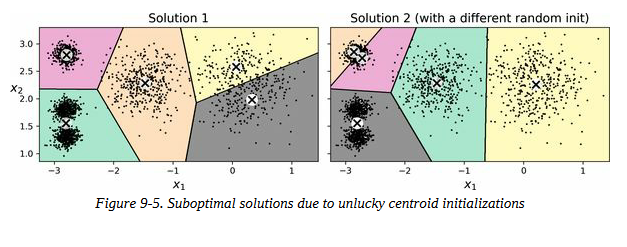 Solution 1
Solution 2 (with a different random init)
3.0
2.5
x₂
2.0
1.5
1.0
−3
−2
−1
0
1
x₁
−3
−2
−1
0
1
x₁
Figure 9-5. Suboptimal solutions due to unlucky centroid initializations